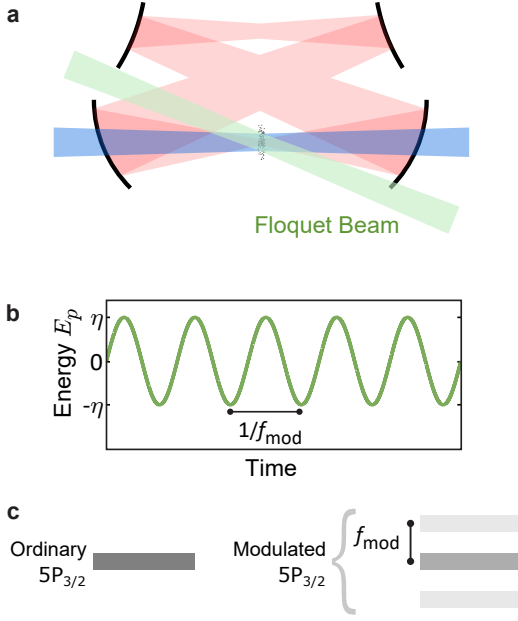 a
Floquet Beam
b
Energy E_p
η
0
-η
1/f_mod
Time
c
Ordinary
5P_3/2
Modulated
5P_3/2
f_mod